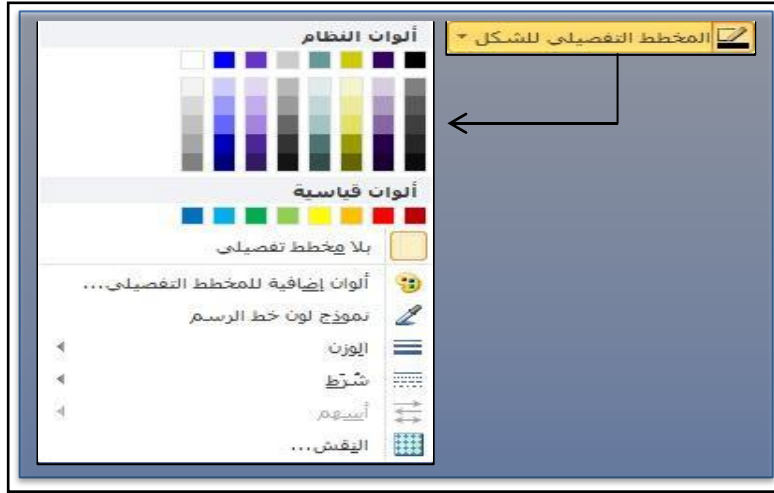 المخطط التفصيلي للشكل
ألوان النظام
ألوان قياسية
بلا مخطط تفصيلي
ألوان إضافية للمخطط التفصيلي...
نموذج لون خط الرسم
الوزن
شُرَط
أسهم
النقش...